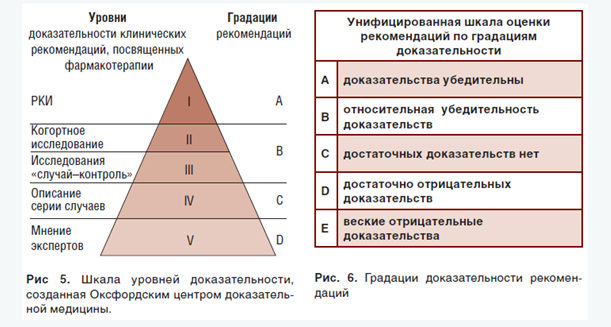 Уровни
доказательности клинических
рекомендаций, посвященных
фармакотерапии
Градации
рекомендаций
РКИ
I
A
Когортное
исследование
II
B
Исследования
«случай–контроль»
III
Описание
серии случаев
IV
C
Мнение
экспертов
V
D
Рис 5. Шкала уровней доказательности,
созданная Оксфордским центром доказатель-
ной медицины.
Унифицированная шкала оценки
рекомендаций по градациям
доказательности
A доказательства убедительны
B относительная убедительность
доказательств
C достаточных доказательств нет
D достаточно отрицательных
доказательств
E веские отрицательные
доказательства
Рис. 6. Градации доказательности рекомен-
даций